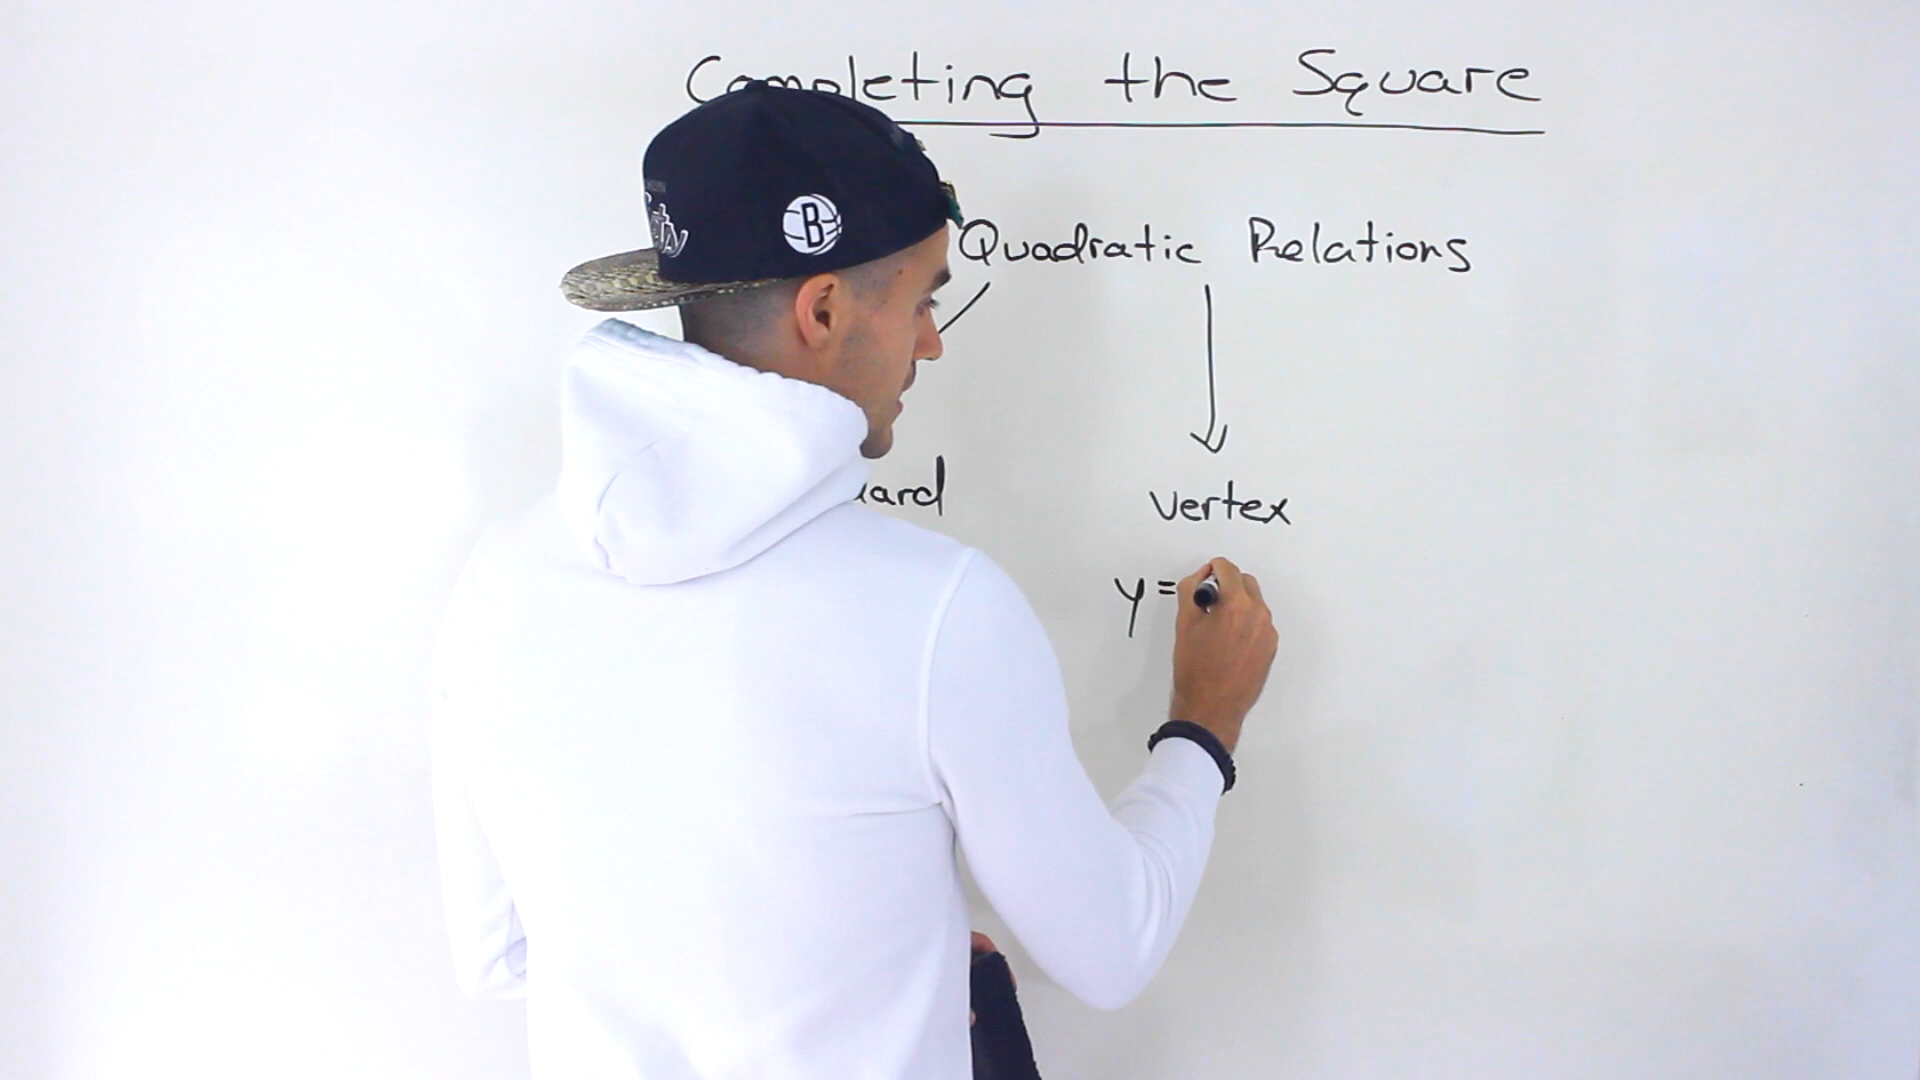 Completing the Square
Quadratic Relations
vertex
y =
B